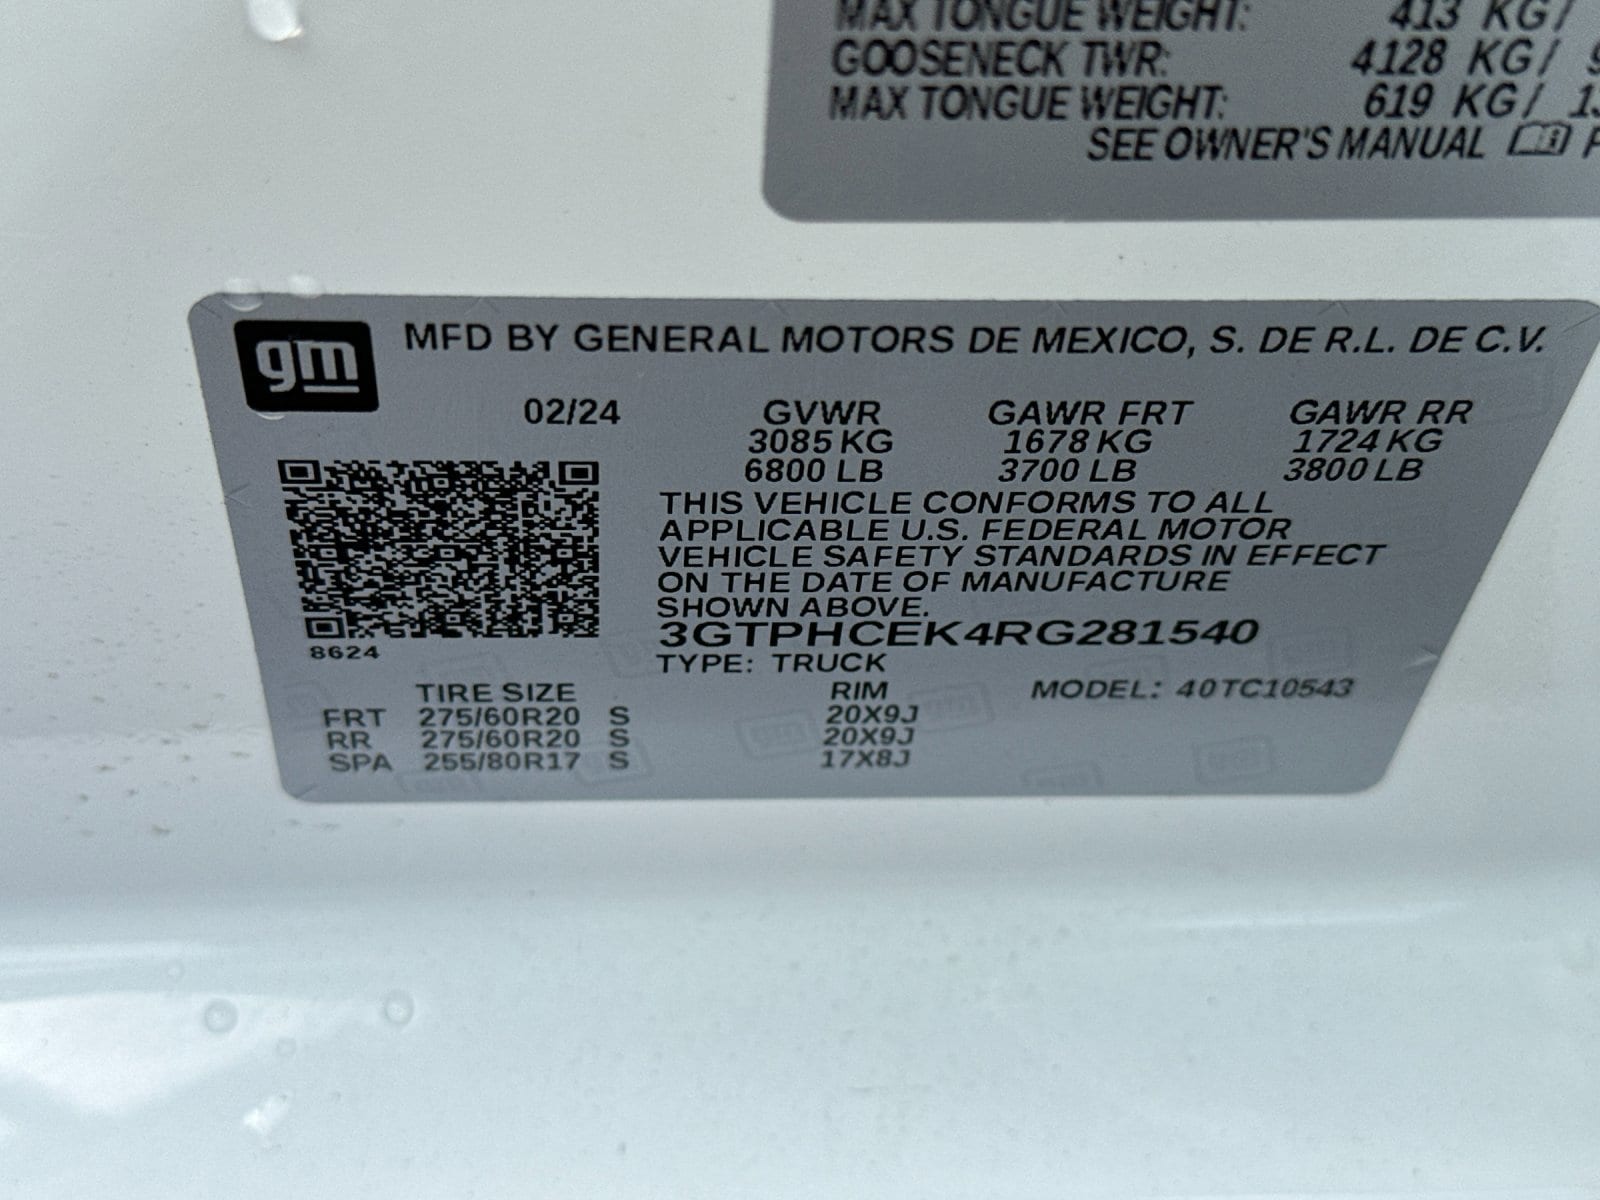 MAX TONGUE WEIGHT: 413 KG/
GOOSENECK TWR: 4128 KG/
MAX TONGUE WEIGHT: 619 KG/
SEE OWNER'S MANUAL
gm
MFD BY GENERAL MOTORS DE MEXICO, S. DE R.L. DE C.V.
02/24 GVWR GAWR FRT GAWR RR
3085 KG 1678 KG 1724 KG
6800 LB 3700 LB 3800 LB
THIS VEHICLE CONFORMS TO ALL
APPLICABLE U.S. FEDERAL MOTOR
VEHICLE SAFETY STANDARDS IN EFFECT
ON THE DATE OF MANUFACTURE
SHOWN ABOVE.
3GTPHCEK4RG281540
8624
TYPE: TRUCK
TIRE SIZE RIM MODEL: 40TC10543
FRT 275/60R20 S 20X9J
RR 275/60R20 S 20X9J
SPA 255/80R17 S 17X8J